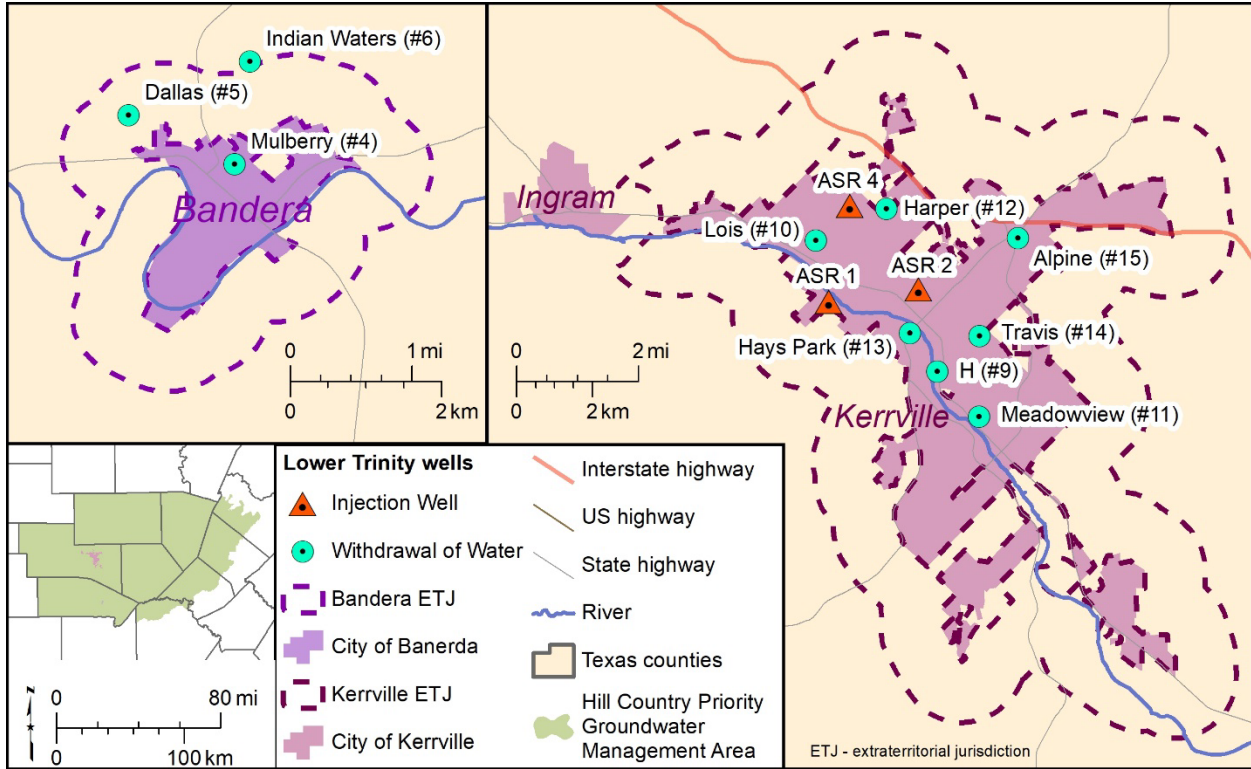 Indian Waters (#6)
Dallas (#5)
Mulberry (#4)
Bandera
0 1 mi
0 2 km
Ingram
ASR 4
Harper (#12)
Lois (#10)
Alpine (#15)
ASR 1
ASR 2
0 2 mi
0 2 km
Hays Park (#13)
Travis (#14)
H (#9)
Kerrville
Meadowview (#11)
ETJ - extraterritorial jurisdiction
N
0 80 mi
0 100 km
Lower Trinity wells
Injection Well
Withdrawal of Water
Bandera ETJ
City of Banerda
Kerrville ETJ
City of Kerrville
Interstate highway
US highway
State highway
River
Texas counties
Hill Country Priority
Groundwater
Management Area